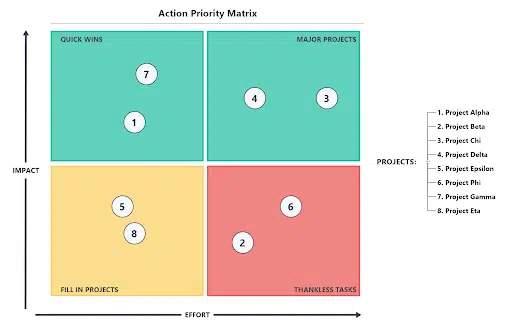 Action Priority Matrix
QUICK WINS
MAJOR PROJECTS
7
4
3
1
IMPACT
PROJECTS:
1. Project Alpha
2. Project Beta
3. Project Chi
4. Project Delta
5. Project Epsilon
6. Project Phi
7. Project Gamma
8. Project Eta
5
6
8
2
FILL IN PROJECTS
THANKLESS TASKS
EFFORT